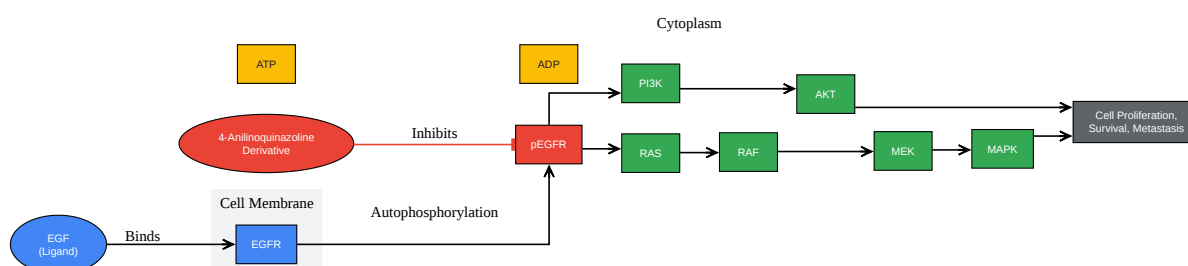 Cytoplasm
ATP
ADP
PI3K
AKT
Cell Proliferation,
Survival, Metastasis
4-Anilinoquinazoline
Derivative
Inhibits
pEGFR
RAS
RAF
MEK
MAPK
Cell Membrane
Autophosphorylation
EGF
(Ligand)
Binds
EGFR